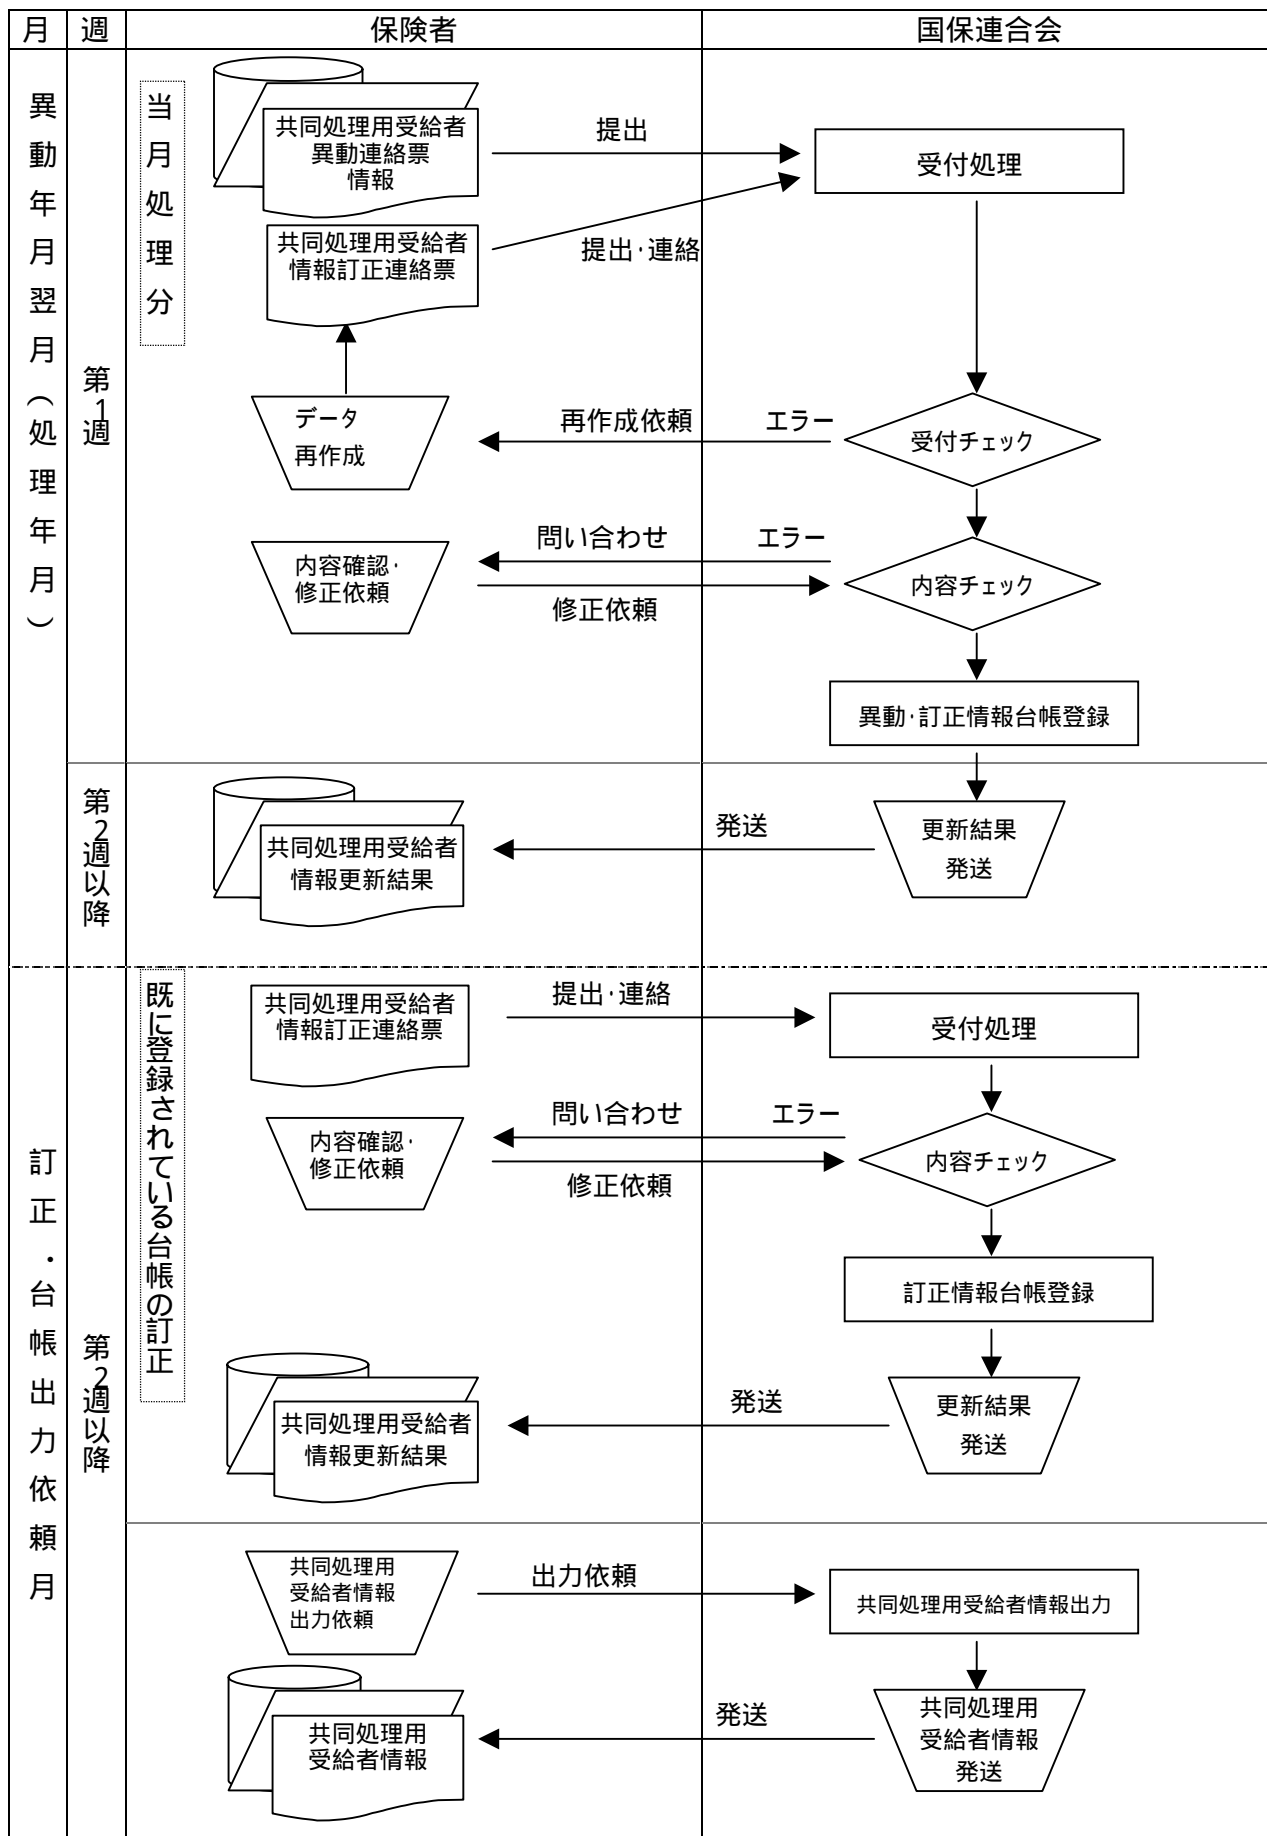 月
週
保険者
国保連合会
異動年月翌月（処理年月）
第1週
当月処理分
共同処理用受給者
異動連絡票
情報
提出
受付処理
共同処理用受給者
情報訂正連絡票
提出・連絡
データ
再作成
再作成依頼
エラー
受付チェック
内容確認・
修正依頼
問い合わせ
エラー
修正依頼
内容チェック
異動・訂正情報台帳登録
第2週以降
共同処理用受給者
情報更新結果
発送
更新結果
発送
訂正・台帳出力依頼月
第2週以降
既に登録されている台帳の訂正
共同処理用受給者
情報訂正連絡票
提出・連絡
受付処理
内容確認・
修正依頼
問い合わせ
エラー
修正依頼
内容チェック
訂正情報台帳登録
共同処理用受給者
情報更新結果
発送
更新結果
発送
共同処理用
受給者情報
出力依頼
出力依頼
共同処理用受給者情報出力
共同処理用
受給者情報
発送
共同処理用
受給者情報
発送